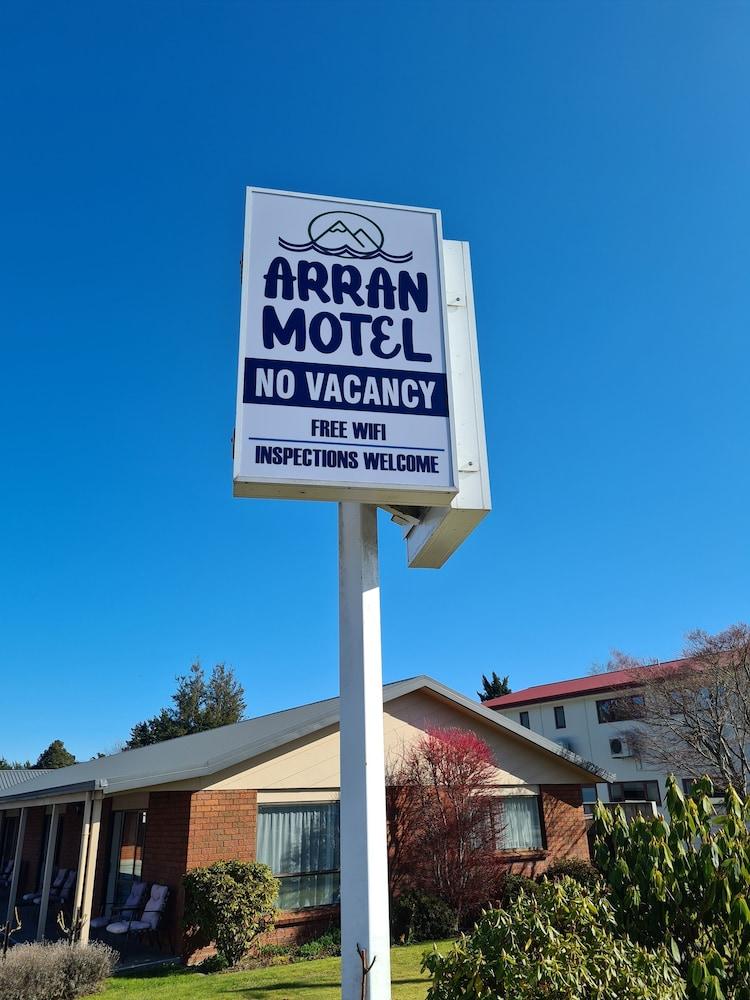 ARRAN
MOTEL
NO VACANCY
FREE WIFI
INSPECTIONS WELCOME